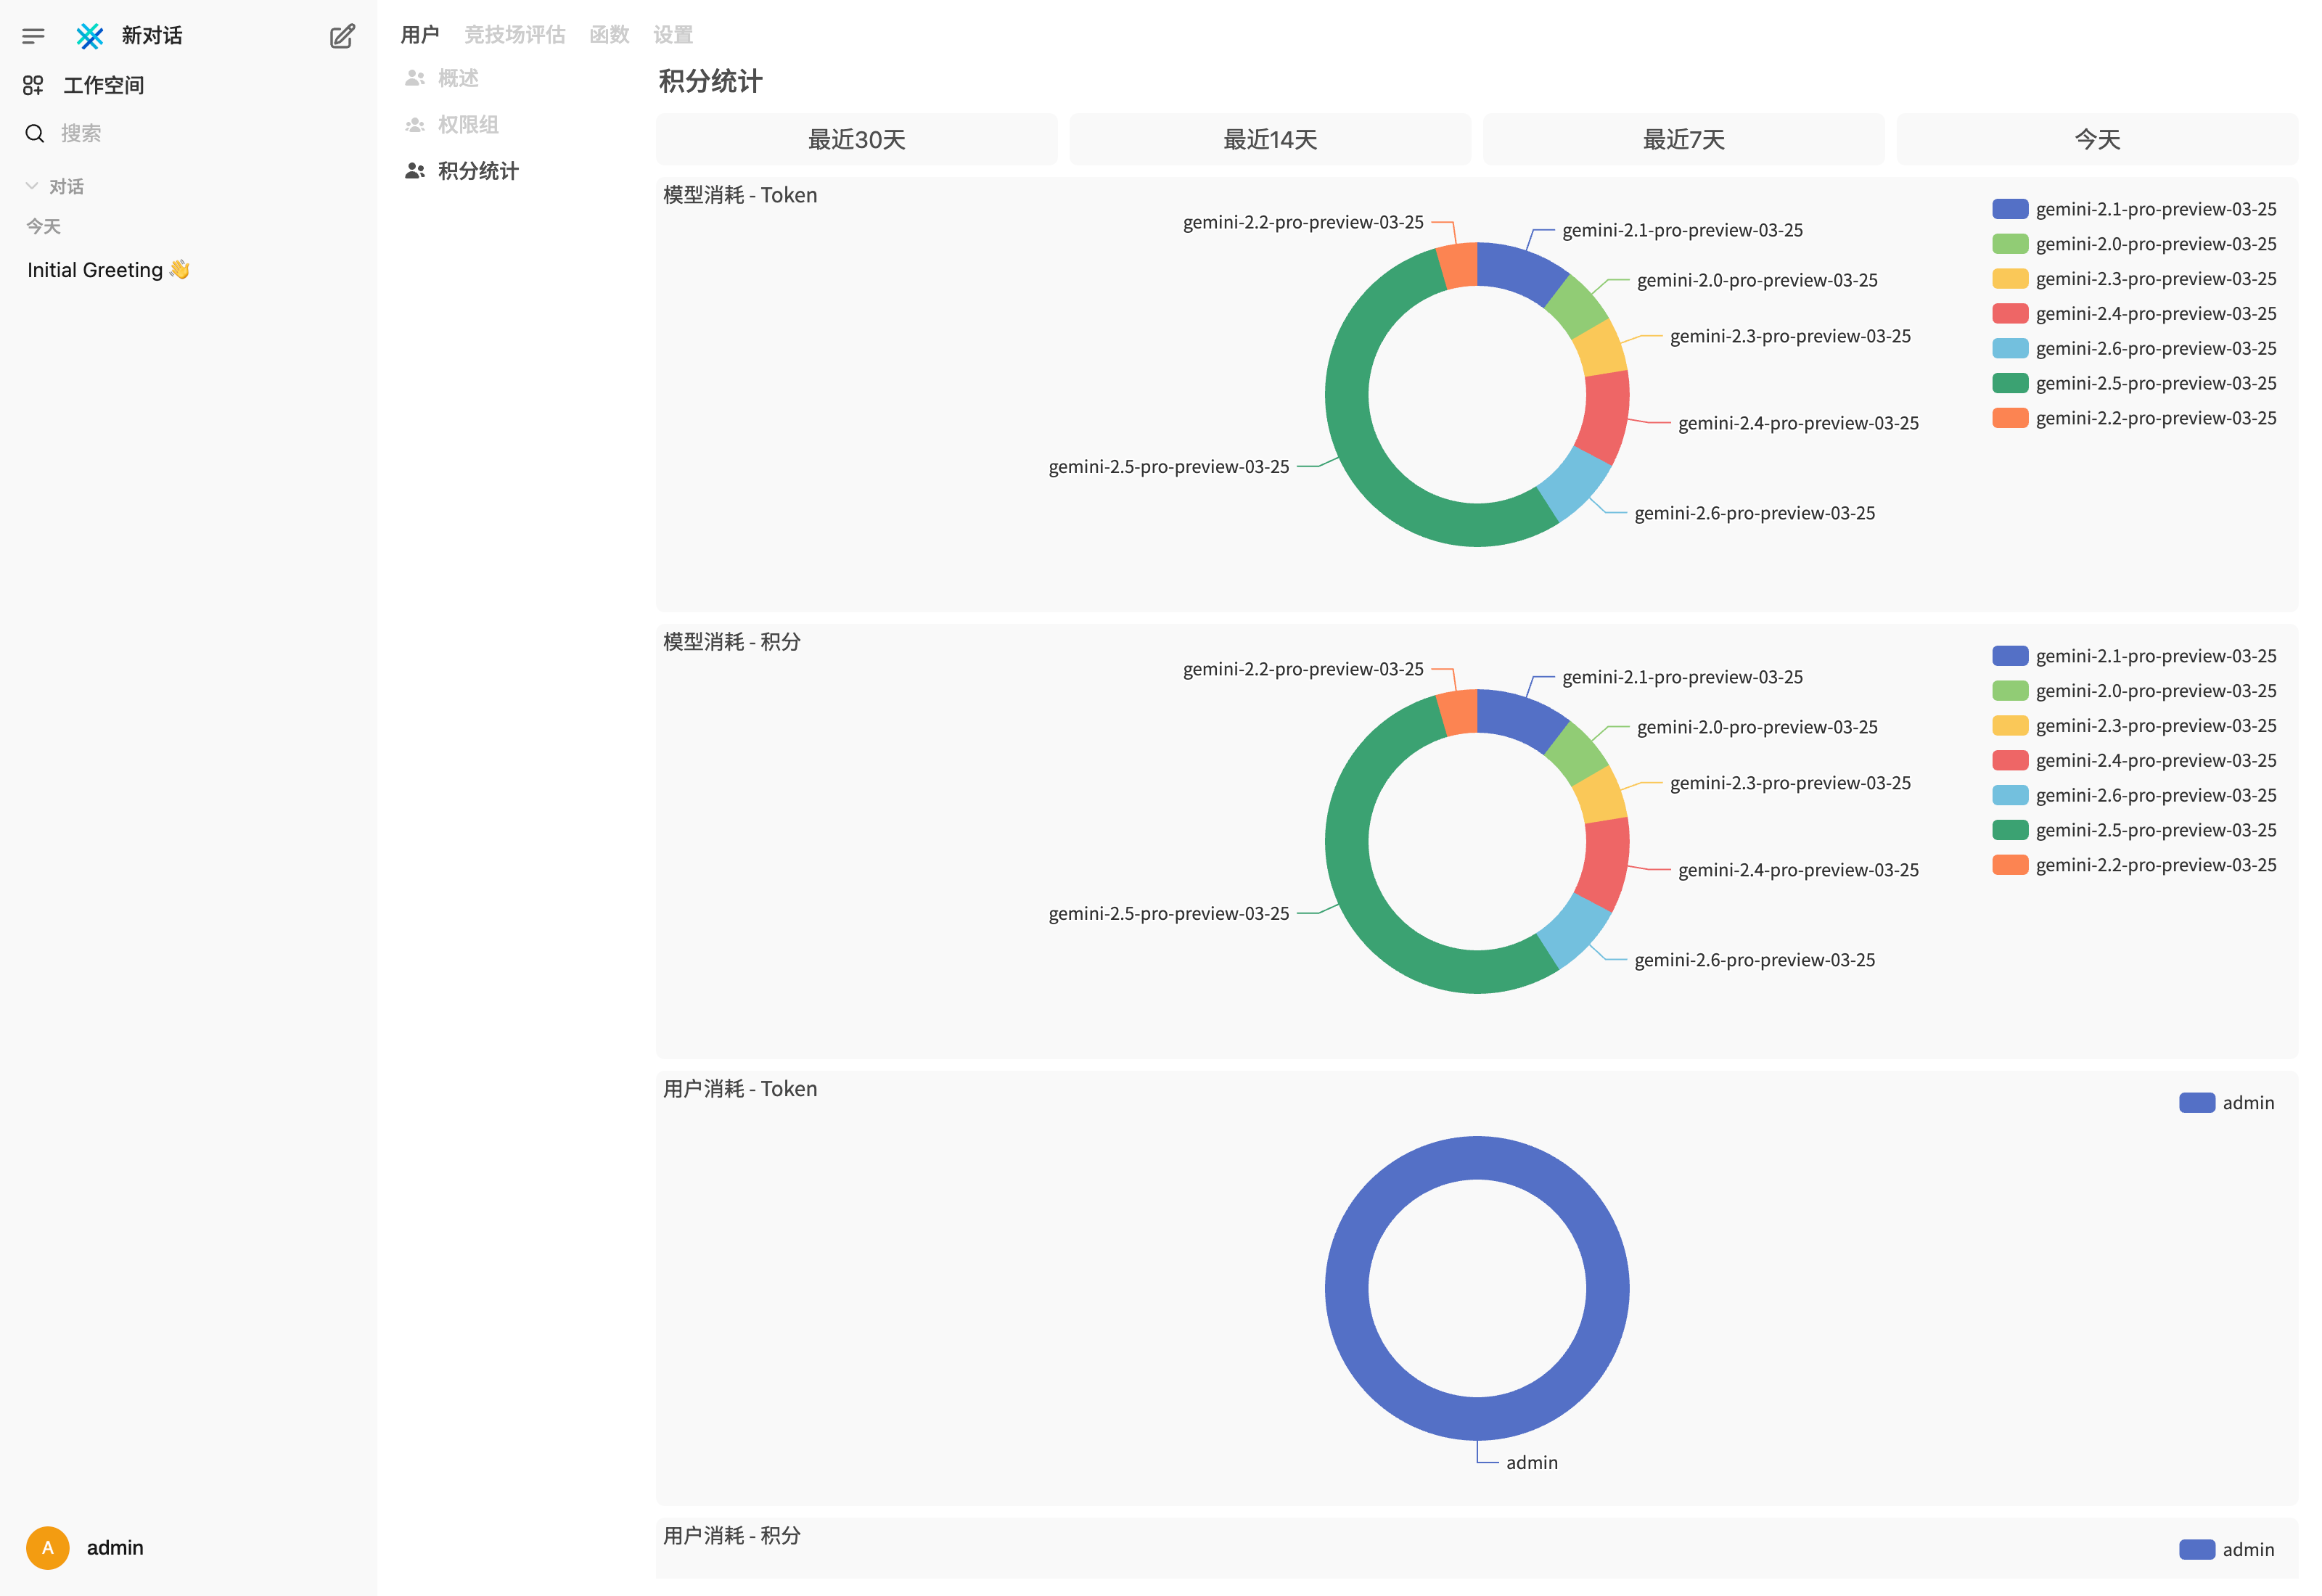 新对话
工作空间
搜索
对话
今天
Initial Greeting 👋
A admin
用户 竞技场评估 函数 设置
概述
权限组
积分统计
积分统计
最近30天 最近14天 最近7天 今天
模型消耗 - Token
gemini-2.2-pro-preview-03-25
gemini-2.1-pro-preview-03-25
gemini-2.0-pro-preview-03-25
gemini-2.3-pro-preview-03-25
gemini-2.4-pro-preview-03-25
gemini-2.5-pro-preview-03-25
gemini-2.6-pro-preview-03-25
gemini-2.1-pro-preview-03-25
gemini-2.0-pro-preview-03-25
gemini-2.3-pro-preview-03-25
gemini-2.4-pro-preview-03-25
gemini-2.6-pro-preview-03-25
gemini-2.5-pro-preview-03-25
gemini-2.2-pro-preview-03-25
模型消耗 - 积分
gemini-2.2-pro-preview-03-25
gemini-2.1-pro-preview-03-25
gemini-2.0-pro-preview-03-25
gemini-2.3-pro-preview-03-25
gemini-2.4-pro-preview-03-25
gemini-2.5-pro-preview-03-25
gemini-2.6-pro-preview-03-25
gemini-2.1-pro-preview-03-25
gemini-2.0-pro-preview-03-25
gemini-2.3-pro-preview-03-25
gemini-2.4-pro-preview-03-25
gemini-2.6-pro-preview-03-25
gemini-2.5-pro-preview-03-25
gemini-2.2-pro-preview-03-25
用户消耗 - Token
admin
admin
用户消耗 - 积分
admin